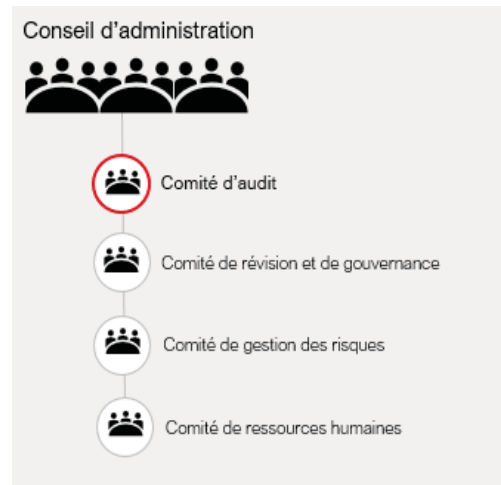 Conseil d'administration
Comité d'audit
Comité de révision et de gouvernance
Comité de gestion des risques
Comité de ressources humaines